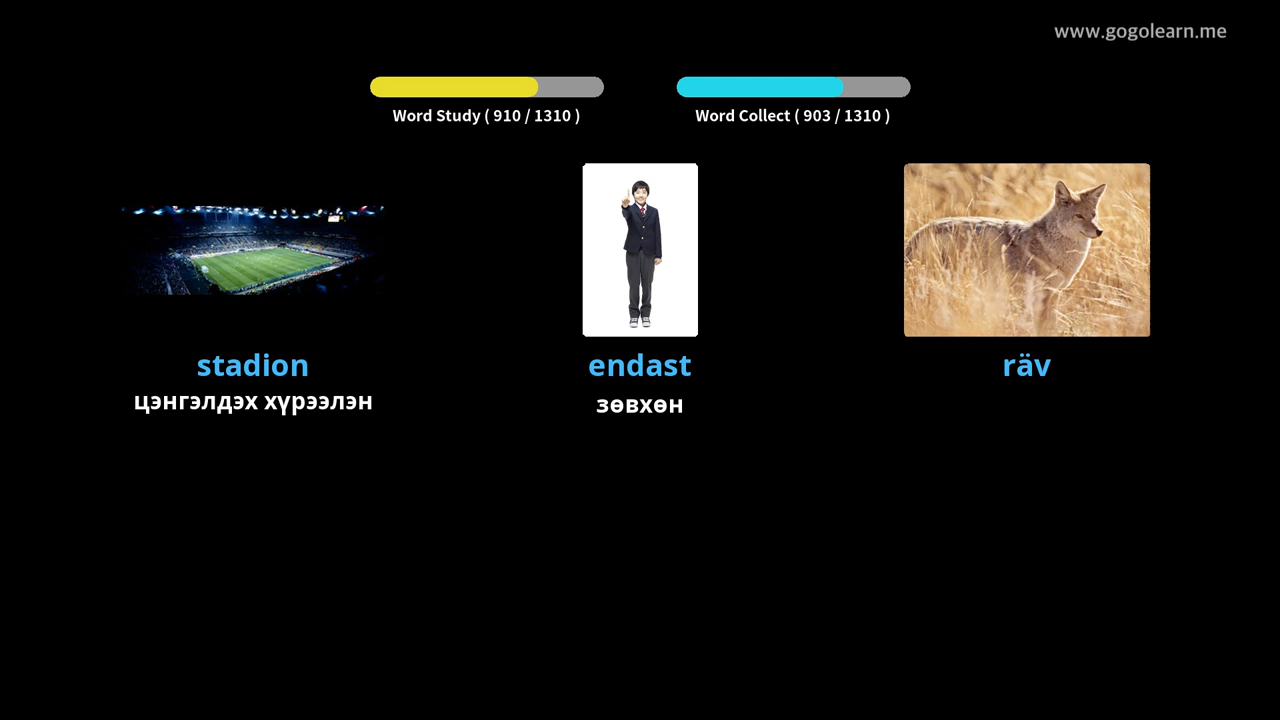 www.gogolearn.me
Word Study ( 910 / 1310 )
Word Collect ( 903 / 1310 )
stadion
цэнгэлдэх хүрээлэн
endast
зөвхөн
räv